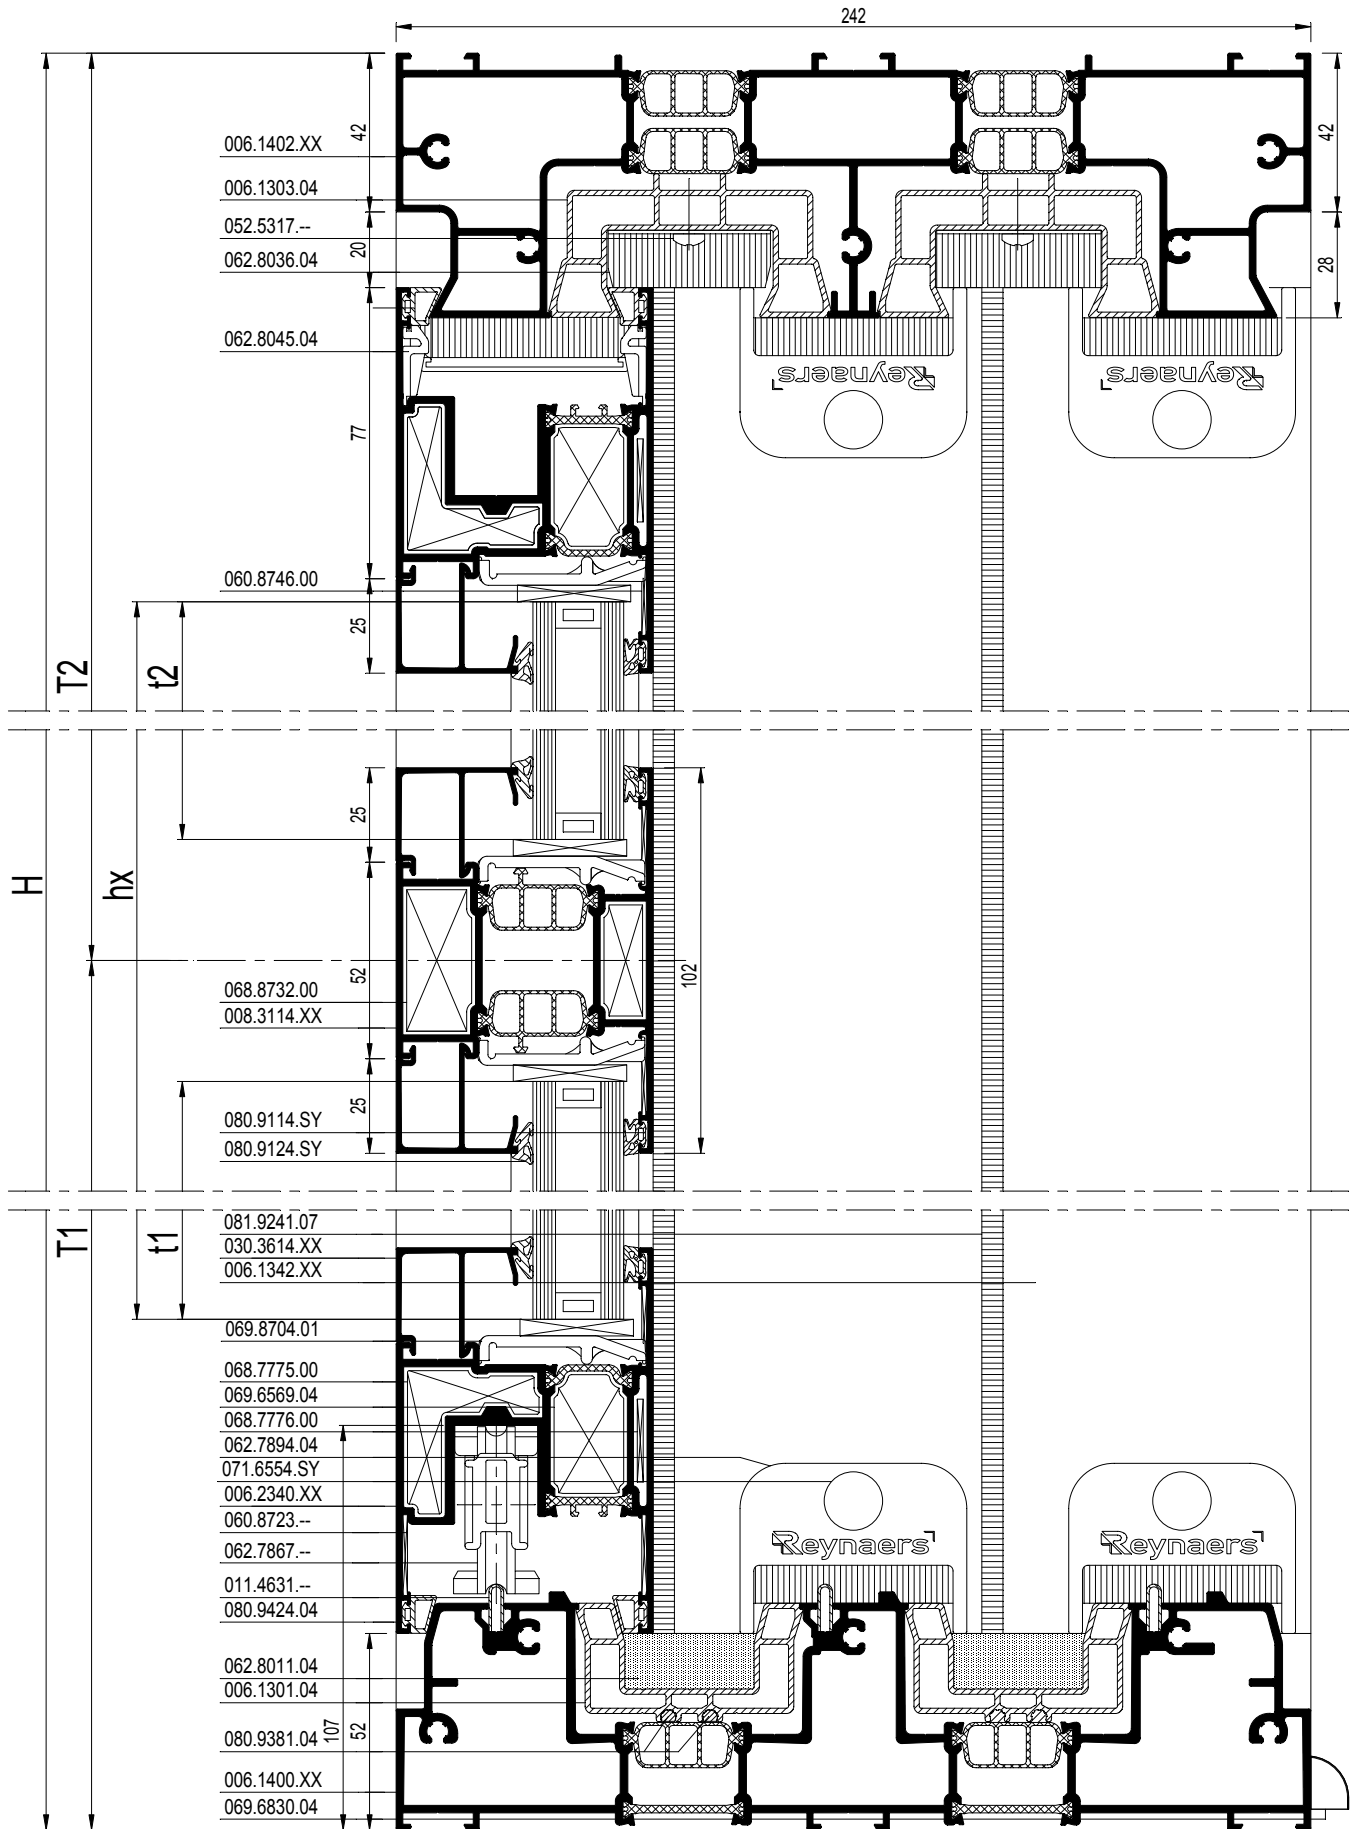 242
42
42
006.1402.XX
006.1303.04
052.5317.--
20
062.8036.04
28
062.8045.04
Reynaers
Reynaers
77
060.8746.00
25
T2
t2
H
hx
25
52
102
068.8732.00
008.3114.XX
25
080.9114.SY
080.9124.SY
T1
t1
081.9241.07
030.3614.XX
006.1342.XX
069.8704.01
068.7775.00
069.6569.04
068.7776.00
062.7894.04
071.6554.SY
006.2340.XX
060.8723.--
Reynaers
Reynaers
062.7867.--
011.4631.--
080.9424.04
062.8011.04
006.1301.04
107
52
080.9381.04
006.1400.XX
069.6830.04